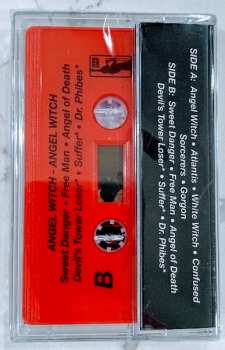 ANGEL WITCH - ANGEL WITCH
Sweet Danger • Free Man • Angel of Death
Devil's Tower Loser* • Suffer* • Dr. Phibes*
B
SIDE A: Angel Witch • Atlantis • White Witch • Confused
Sorcerers • Gorgon
SIDE B: Sweet Danger • Free Man • Angel of Death
Devil's Tower Loser* • Suffer* • Dr. Phibes*